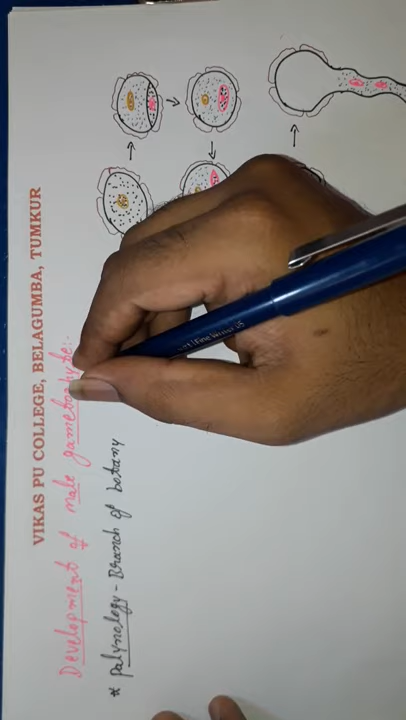 VIKAS PU COLLEGE, BELAGUMBA, TUMKUR
Development of male gametophyte:
* Palynology - Branch of botany